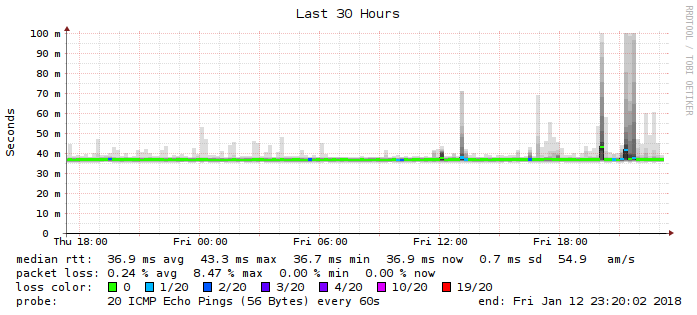 Last 30 Hours
RRDTOOL / TOBI OETIKER
Seconds
100 m
90 m
80 m
70 m
60 m
50 m
40 m
30 m
20 m
10 m
0
Thu 18:00 Fri 00:00 Fri 06:00 Fri 12:00 Fri 18:00
median rtt: 36.9 ms avg 43.3 ms max 36.7 ms min 36.9 ms now 0.7 ms sd 54.9 am/s
packet loss: 0.24 % avg 8.47 % max 0.00 % min 0.00 % now
loss color: 0 1/20 2/20 3/20 4/20 10/20 19/20
probe: 20 ICMP Echo Pings (56 Bytes) every 60s end: Fri Jan 12 23:20:02 2018